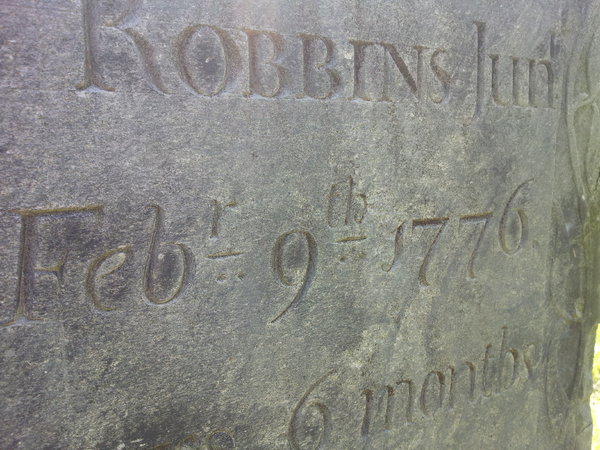 ROBBINS Junr
Febr 9th 1776.
6 months